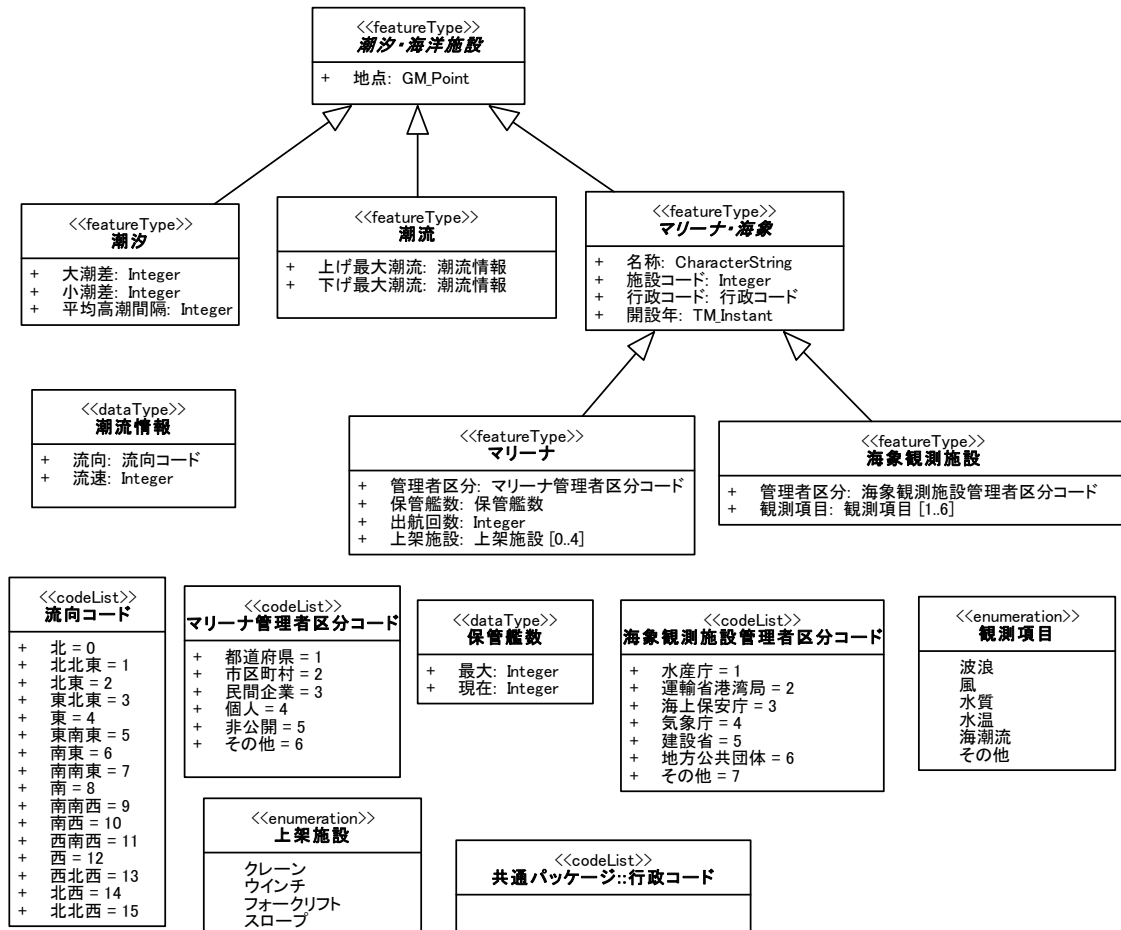 <<featureType>>
潮汐・海洋施設
+ 地点: GM_Point
<<featureType>>
潮汐
+ 大潮差: Integer
+ 小潮差: Integer
+ 平均高潮間隔: Integer
<<featureType>>
潮流
+ 上げ最大潮流: 潮流情報
+ 下げ最大潮流: 潮流情報
<<featureType>>
マリーナ・海象
+ 名称: CharacterString
+ 施設コード: Integer
+ 行政コード: 行政コード
+ 開設年: TM_Instant
<<dataType>>
潮流情報
+ 流向: 流向コード
+ 流速: Integer
<<featureType>>
マリーナ
+ 管理者区分: マリーナ管理者区分コード
+ 保管艦数: 保管艦数
+ 出航回数: Integer
+ 上架施設: 上架施設 [0..4]
<<featureType>>
海象観測施設
+ 管理者区分: 海象観測施設管理者区分コード
+ 観測項目: 観測項目 [1..6]
<<codeList>>
流向コード
+ 北 = 0
+ 北北東 = 1
+ 北東 = 2
+ 東北東 = 3
+ 東 = 4
+ 東南東 = 5
+ 南東 = 6
+ 南南東 = 7
+ 南 = 8
+ 南南西 = 9
+ 南西 = 10
+ 西南西 = 11
+ 西 = 12
+ 西北西 = 13
+ 北西 = 14
+ 北北西 = 15
<<codeList>>
マリーナ管理者区分コード
+ 都道府県 = 1
+ 市区町村 = 2
+ 民間企業 = 3
+ 個人 = 4
+ 非公開 = 5
+ その他 = 6
<<dataType>>
保管艦数
+ 最大: Integer
+ 現在: Integer
<<codeList>>
海象観測施設管理者区分コード
+ 水産庁 = 1
+ 運輸省港湾局 = 2
+ 海上保安庁 = 3
+ 気象庁 = 4
+ 建設省 = 5
+ 地方公共団体 = 6
+ その他 = 7
<<enumeration>>
観測項目
波浪
風
水質
水温
海潮流
その他
<<enumeration>>
上架施設
クレーン
ウインチ
フォークリフト
スロープ
<<codeList>>
共通パッケージ::行政コード